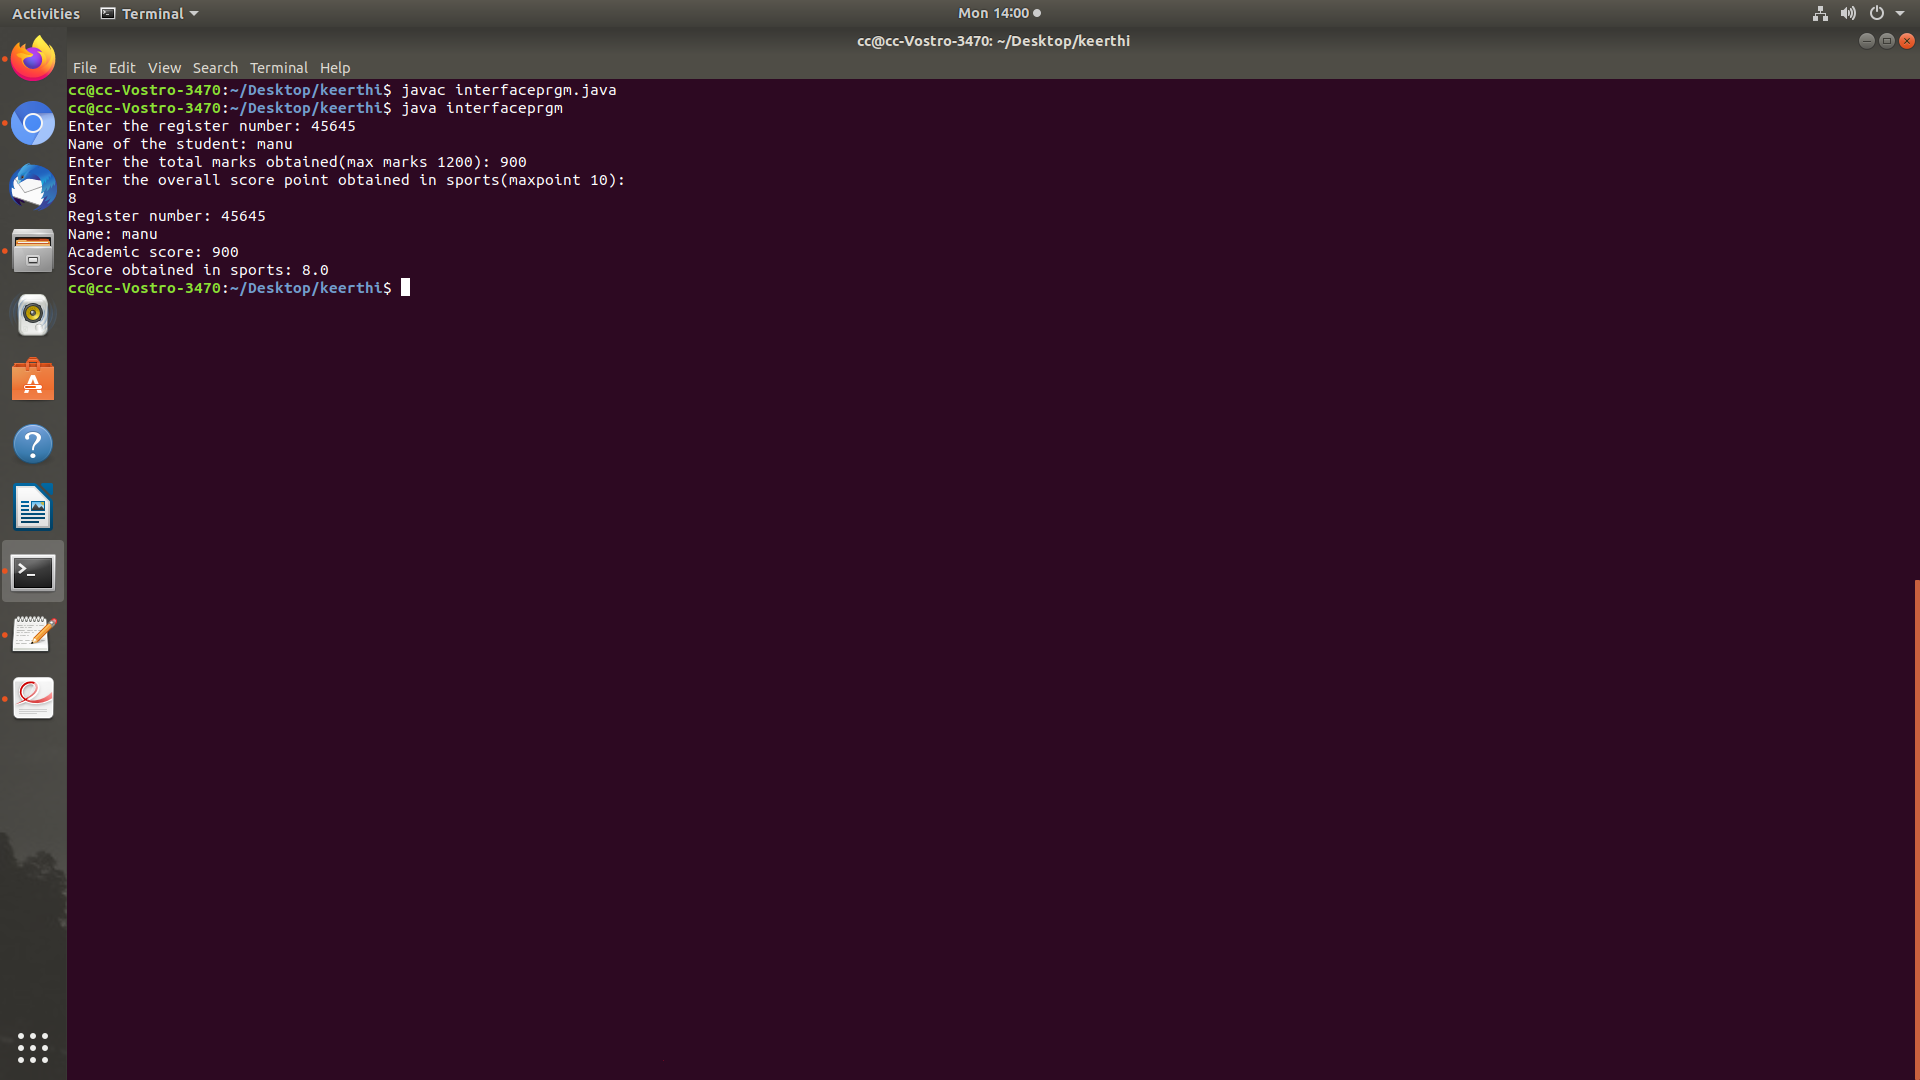 Activities Terminal Mon 14:00
cc@cc-Vostro-3470: ~/Desktop/keerthi
File Edit View Search Terminal Help
cc@cc-Vostro-3470:~/Desktop/keerthi$ javac interfaceprgm.java
cc@cc-Vostro-3470:~/Desktop/keerthi$ java interfaceprgm
Enter the register number: 45645
Name of the student: manu
Enter the total marks obtained(max marks 1200): 900
Enter the overall score point obtained in sports(maxpoint 10):
8
Register number: 45645
Name: manu
Academic score: 900
Score obtained in sports: 8.0
cc@cc-Vostro-3470:~/Desktop/keerthi$